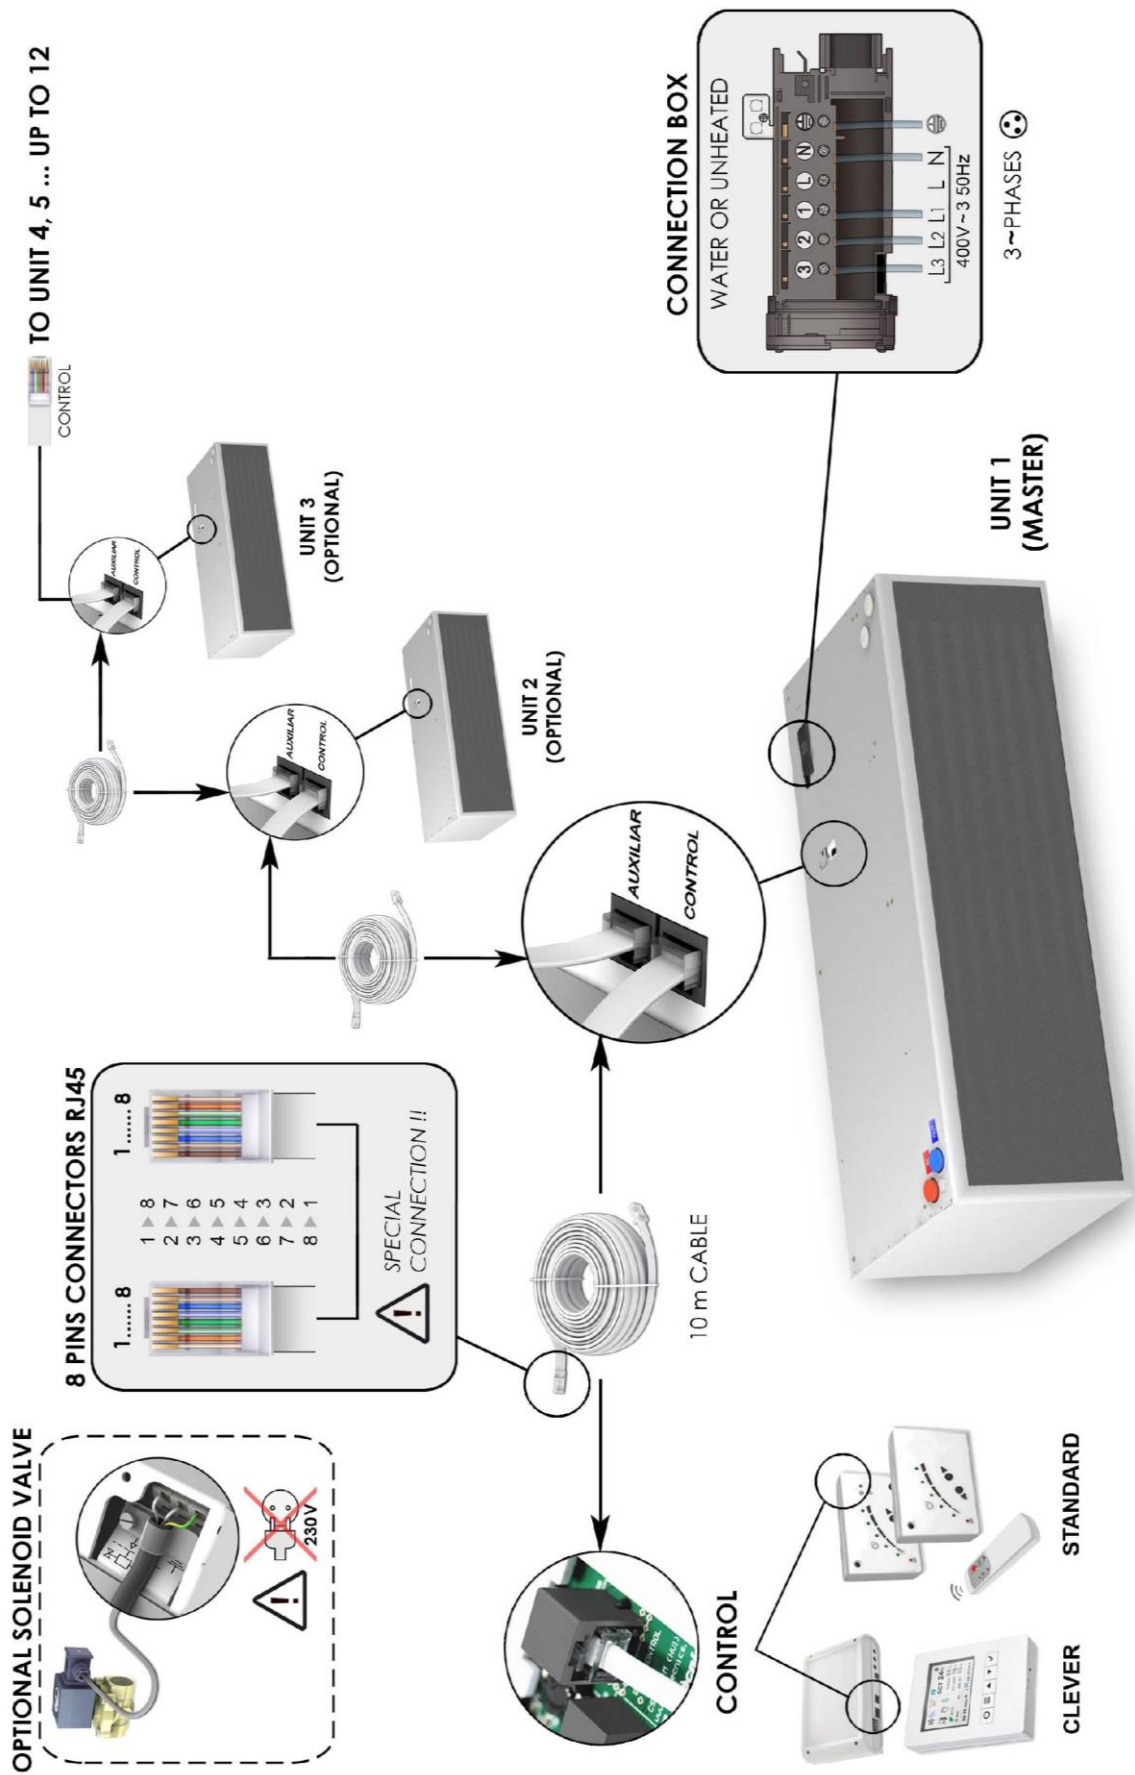 OPTIONAL SOLENOID VALVE
230V
8 PINS CONNECTORS RJ45
1......8
1......8
1 ▶ 8
2 ▶ 7
3 ▶ 6
4 ▶ 5
5 ▶ 4
6 ▶ 3
7 ▶ 2
8 ▶ 1
SPECIAL
CONNECTION !!
TO UNIT 4, 5 ... UP TO 12
CONTROL
AUXILIAR
CONTROL
UNIT 3
(OPTIONAL)
AUXILIAR
CONTROL
UNIT 2
(OPTIONAL)
AUXILIAR
CONTROL
10 m CABLE
CONTROL
CONTROL
CLEVER
STANDARD
UNIT 1
(MASTER)
CONNECTION BOX
WATER OR UNHEATED
3 2 1 L N
L3 L2 L1 L N
400V~3 50Hz
3~PHASES